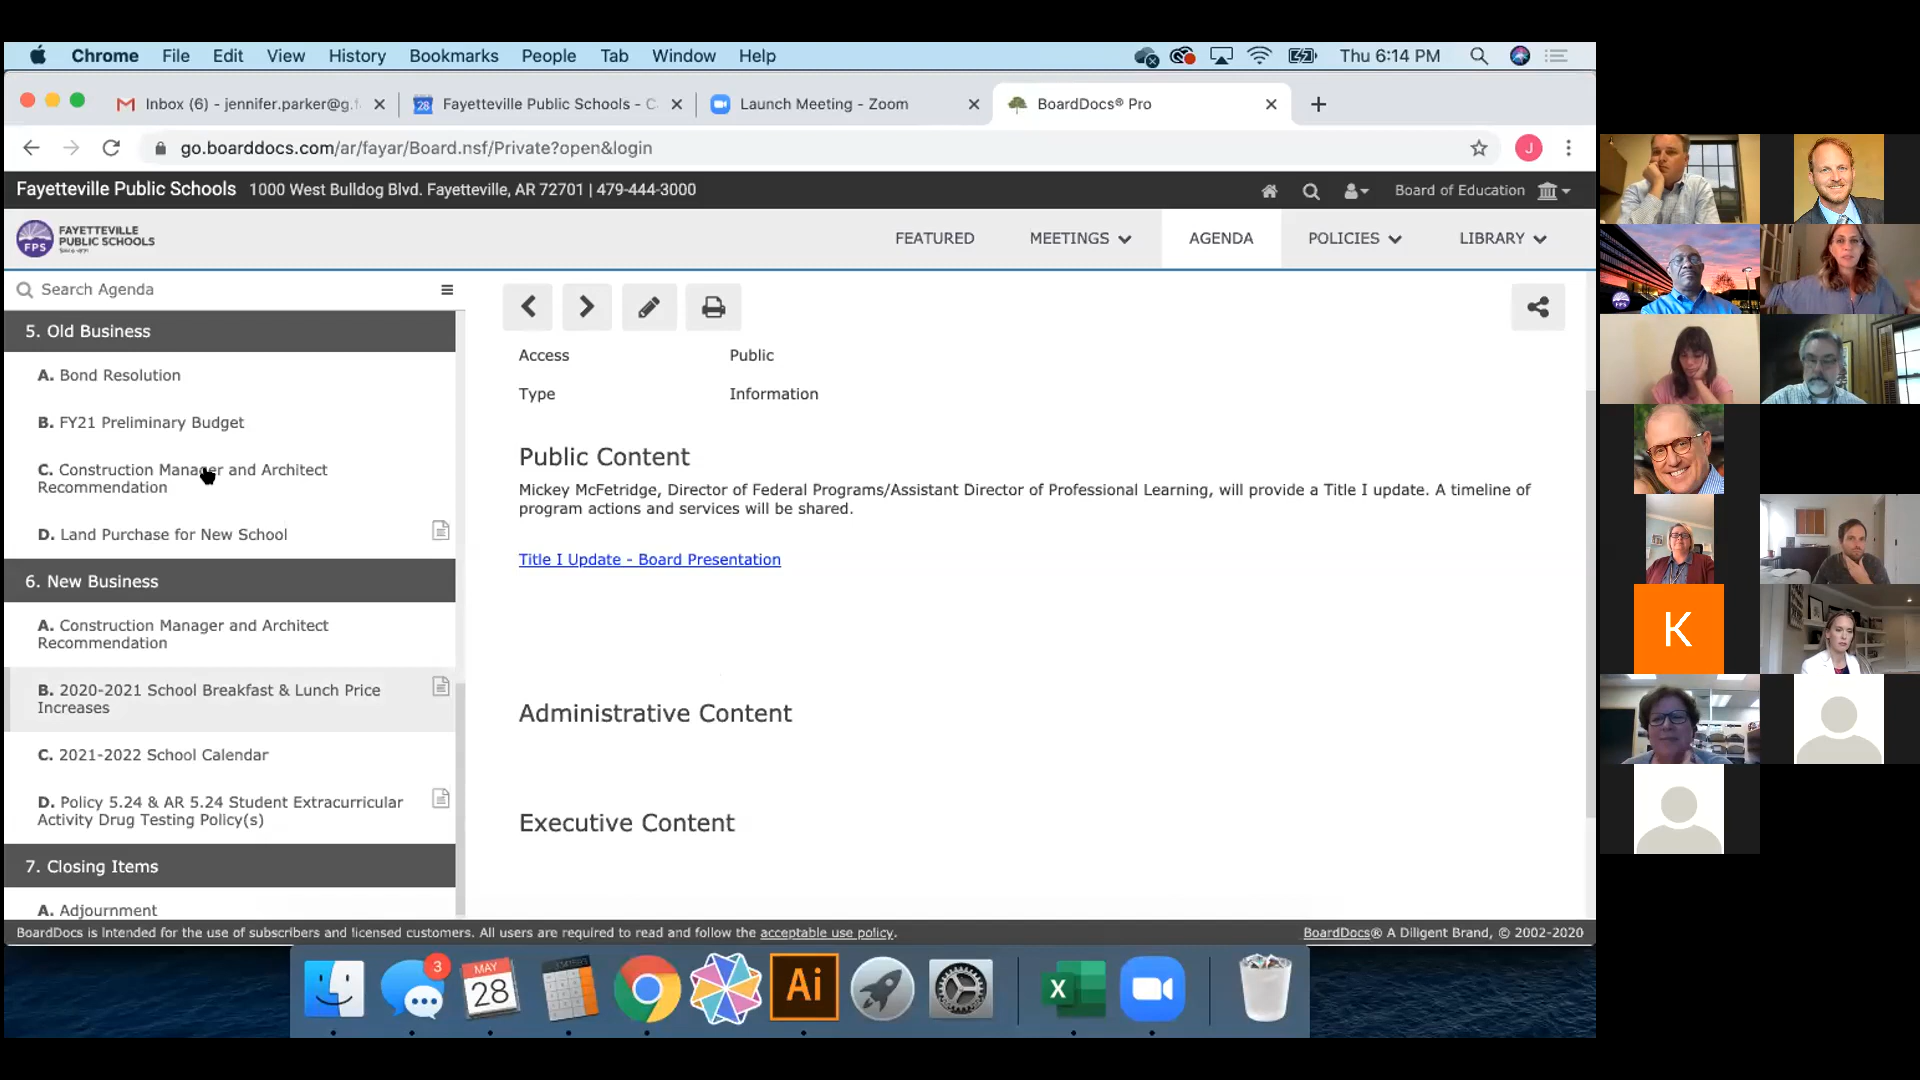 Chrome File Edit View History Bookmarks People Tab Window Help Thu 6:14 PM
Inbox (6) - jennifer.parker@g.f
28 Fayetteville Public Schools - C
Launch Meeting - Zoom
BoardDocs® Pro
go.boarddocs.com/ar/fayar/Board.nsf/Private?open&login
J
Fayetteville Public Schools 1000 West Bulldog Blvd. Fayetteville, AR 72701 | 479-444-3000
Board of Education
FPS
FAYETTEVILLE
PUBLIC SCHOOLS
FEATURED MEETINGS AGENDA POLICIES LIBRARY
Search Agenda
5. Old Business
A. Bond Resolution
B. FY21 Preliminary Budget
C. Construction Manager and Architect
Recommendation
D. Land Purchase for New School
6. New Business
A. Construction Manager and Architect
Recommendation
B. 2020-2021 School Breakfast & Lunch Price
Increases
C. 2021-2022 School Calendar
D. Policy 5.24 & AR 5.24 Student Extracurricular
Activity Drug Testing Policy(s)
7. Closing Items
A. Adjournment
Access Public
Type Information
Public Content
Mickey McFetridge, Director of Federal Programs/Assistant Director of Professional Learning, will provide a Title I update. A timeline of
program actions and services will be shared.
Title I Update - Board Presentation
Administrative Content
Executive Content
BoardDocs is intended for the use of subscribers and licensed customers. All users are required to read and follow the acceptable use policy.
BoardDocs® A Diligent Brand, © 2002-2020
3
MAY
28
Ai
X
FPS
K